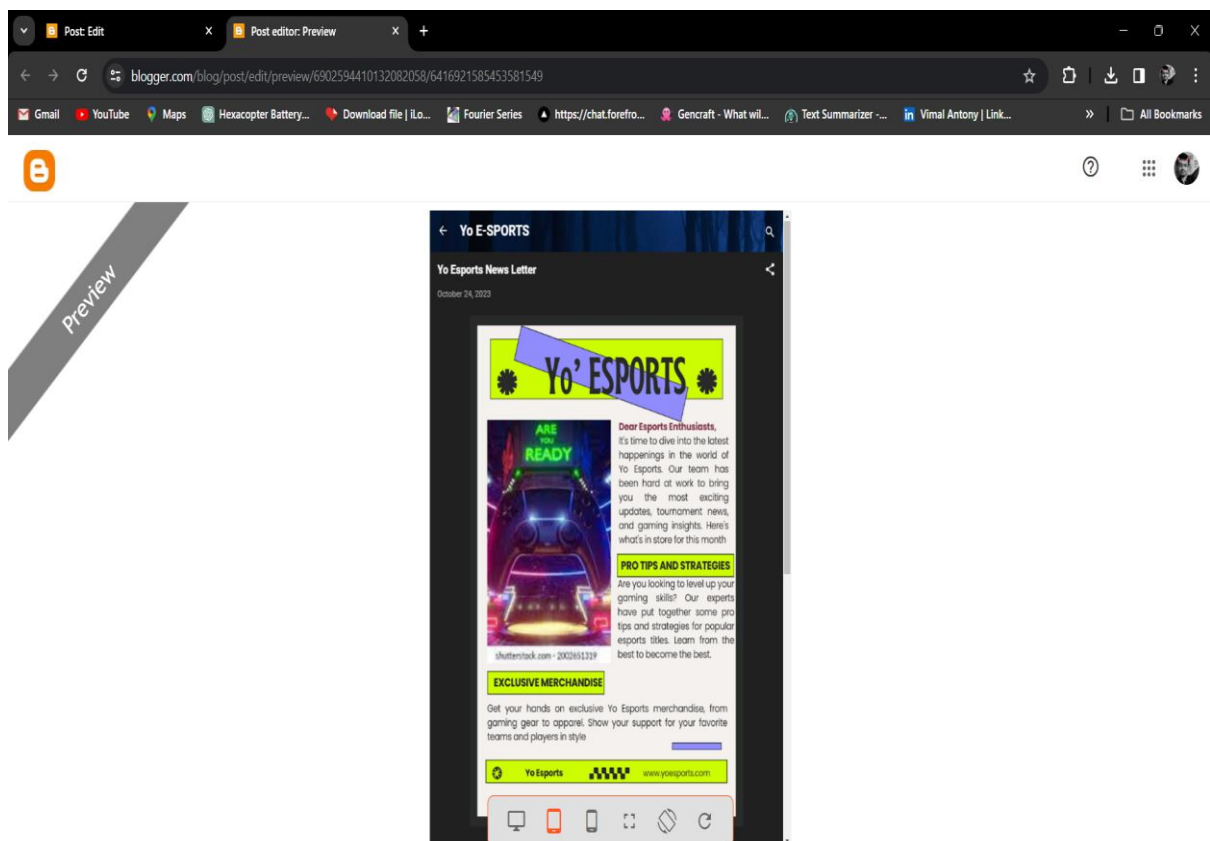 Post: Edit
Post editor: Preview
blogger.com/blog/post/edit/preview/6902594410132082058/6416921585453581549
Gmail
YouTube
Maps
Hexacopter Battery...
Download file | iLo...
Fourier Series
https://chat.forefro...
Gencraft - What wil...
Text Summarizer -...
Vimal Antony | Link...
»
All Bookmarks
Preview
Yo E-SPORTS
Yo Esports News Letter
October 24, 2023
Yo' ESPORTS
ARE
YOU
READY
shutterstock.com • 2002651319
Dear Esports Enthusiasts,
It's time to dive into the latest
happenings in the world of
Yo Esports. Our team has
been hard at work to bring
you the most exciting
updates, tournament news,
and gaming insights. Here's
what's in store for this month
PRO TIPS AND STRATEGIES
Are you looking to level up your
gaming skills? Our experts
have put together some pro
tips and strategies for popular
esports titles. Learn from the
best to become the best.
EXCLUSIVE MERCHANDISE
Get your hands on exclusive Yo Esports merchandise, from
gaming gear to apparel. Show your support for your favorite
teams and players in style
Yo Esports
www.yoesports.com